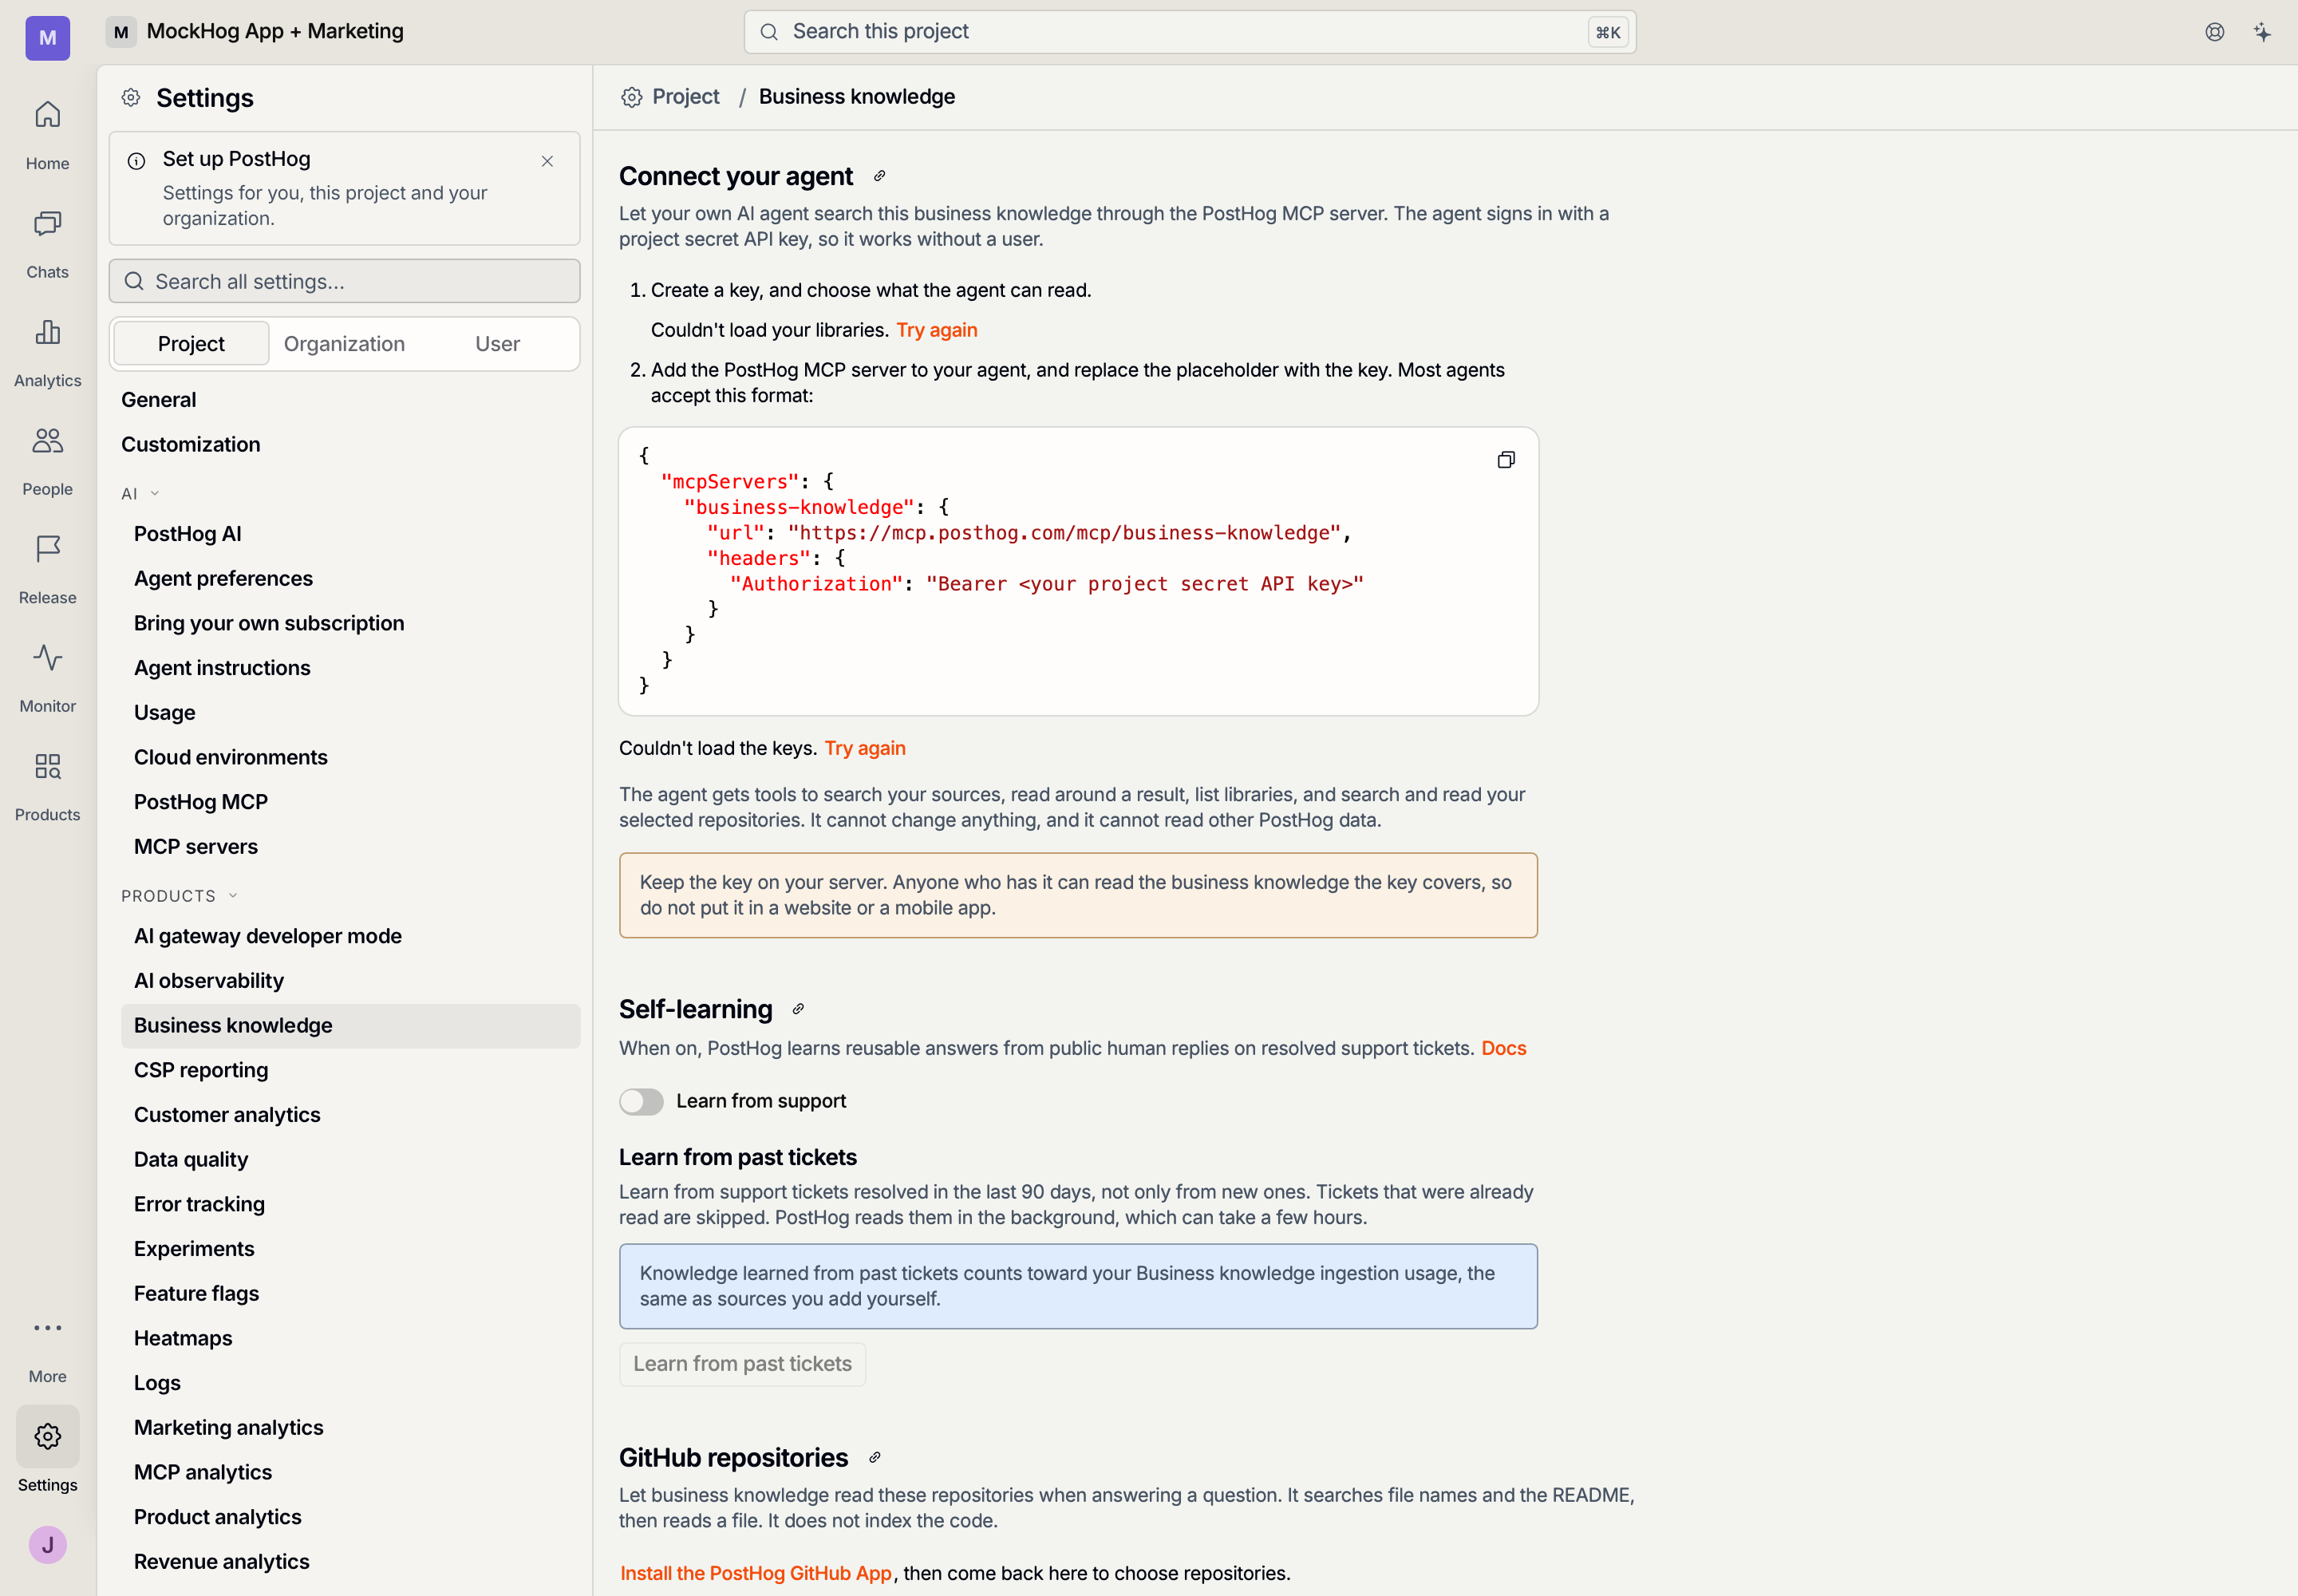 M
M MockHog App + Marketing
Search this project
⌘K
Home
Chats
Analytics
People
Release
Monitor
Products
More
Settings
J
Settings
Set up PostHog
Settings for you, this project and your
organization.
Search all settings...
Project Organization User
General
Customization
AI
PostHog AI
Agent preferences
Bring your own subscription
Agent instructions
Usage
Cloud environments
PostHog MCP
MCP servers
PRODUCTS
AI gateway developer mode
AI observability
Business knowledge
CSP reporting
Customer analytics
Data quality
Error tracking
Experiments
Feature flags
Heatmaps
Logs
Marketing analytics
MCP analytics
Product analytics
Revenue analytics
Project / Business knowledge
Connect your agent
Let your own AI agent search this business knowledge through the PostHog MCP server. The agent signs in with a
project secret API key, so it works without a user.
1. Create a key, and choose what the agent can read.
Couldn't load your libraries. Try again
2. Add the PostHog MCP server to your agent, and replace the placeholder with the key. Most agents
accept this format:
{
  "mcpServers": {
    "business-knowledge": {
      "url": "https://mcp.posthog.com/mcp/business-knowledge",
      "headers": {
        "Authorization": "Bearer <your project secret API key>"
      }
    }
  }
}
Couldn't load the keys. Try again
The agent gets tools to search your sources, read around a result, list libraries, and search and read your
selected repositories. It cannot change anything, and it cannot read other PostHog data.
Keep the key on your server. Anyone who has it can read the business knowledge the key covers, so
do not put it in a website or a mobile app.
Self-learning
When on, PostHog learns reusable answers from public human replies on resolved support tickets. Docs
Learn from support
Learn from past tickets
Learn from support tickets resolved in the last 90 days, not only from new ones. Tickets that were already
read are skipped. PostHog reads them in the background, which can take a few hours.
Knowledge learned from past tickets counts toward your Business knowledge ingestion usage, the
same as sources you add yourself.
Learn from past tickets
GitHub repositories
Let business knowledge read these repositories when answering a question. It searches file names and the README,
then reads a file. It does not index the code.
Install the PostHog GitHub App, then come back here to choose repositories.